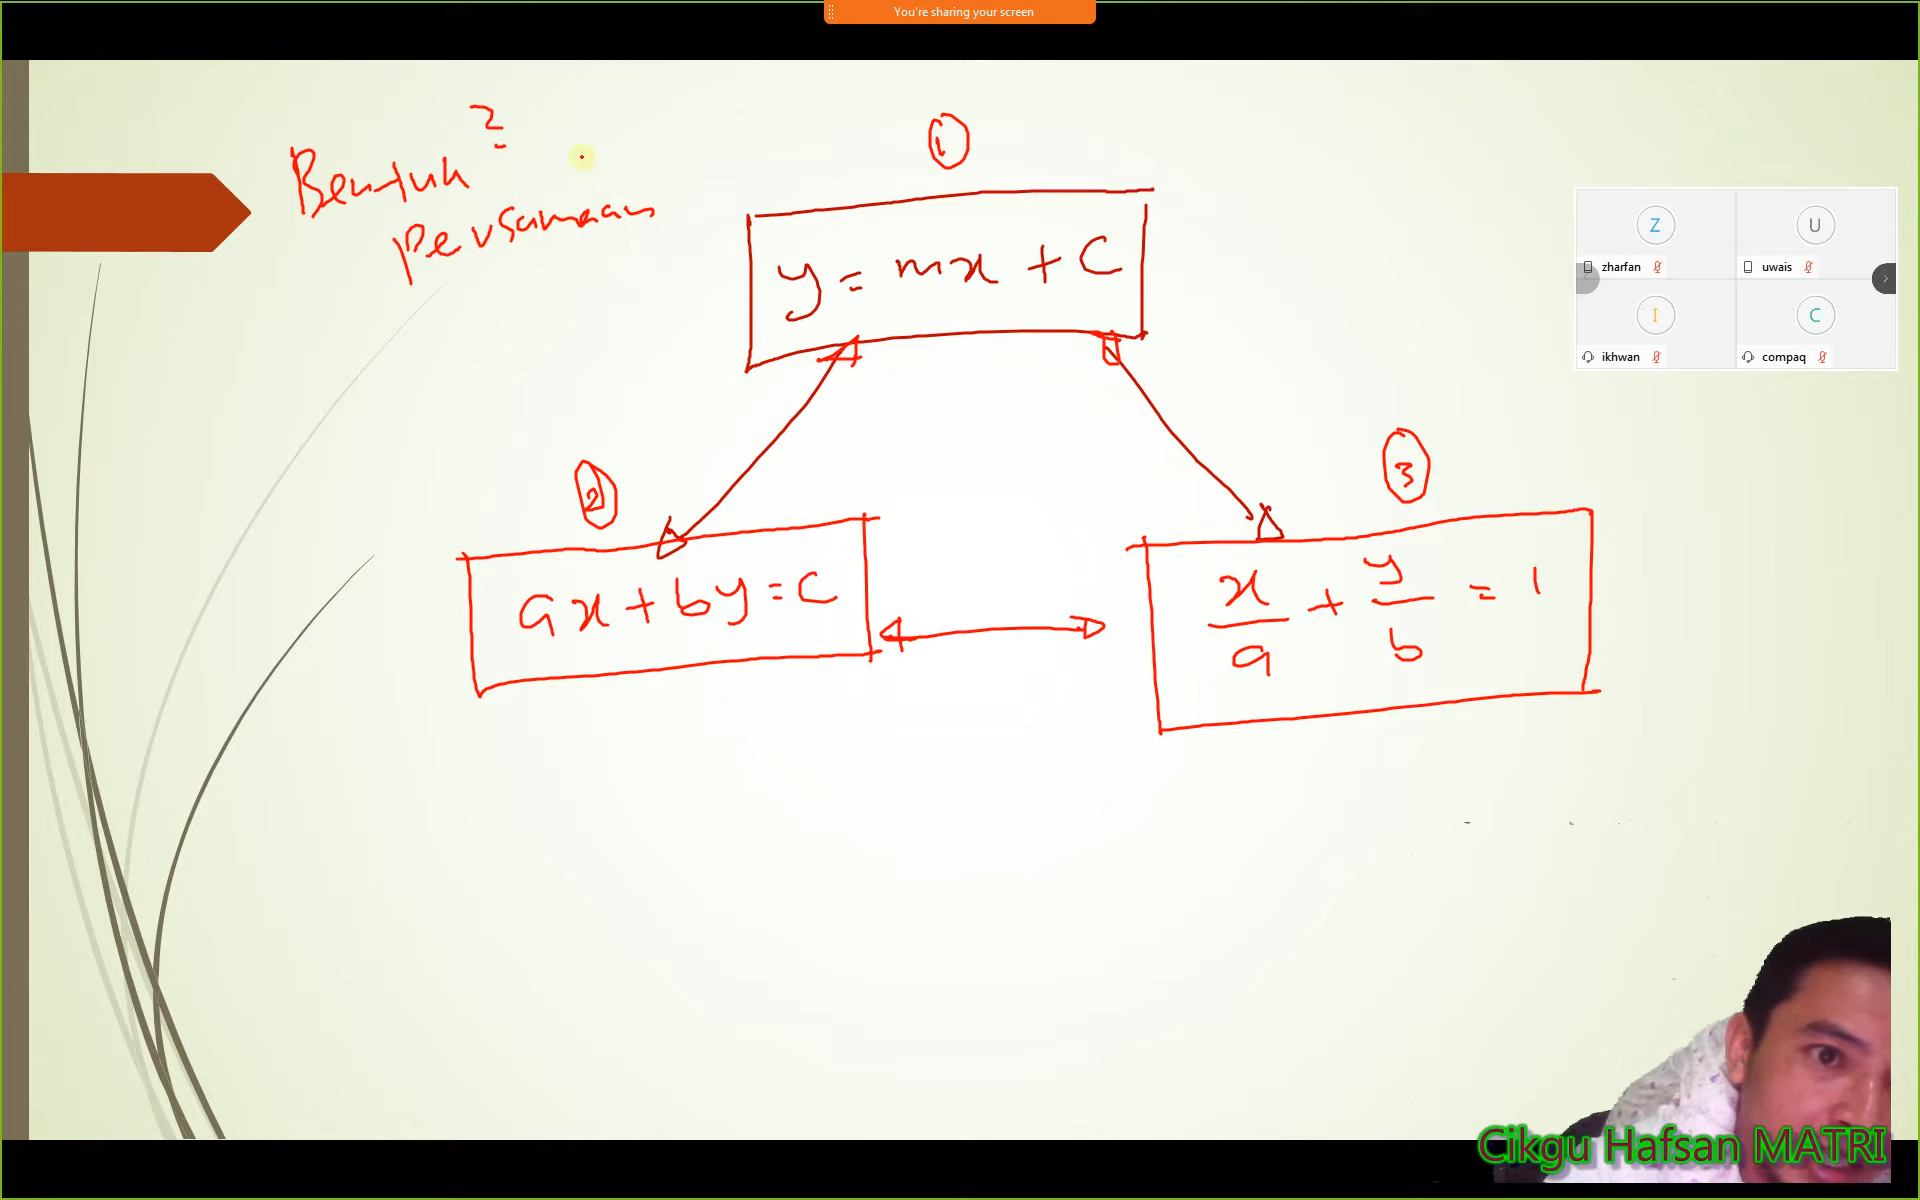 You're sharing your screen
?
Bentuk
persamaan
1
y = mx + c
zharfan
uwais
ikhwan
compaq
Z
U
I
C
2
ax + by = c
3
x/a + y/b = 1
Cikgu Hafsan MATRI